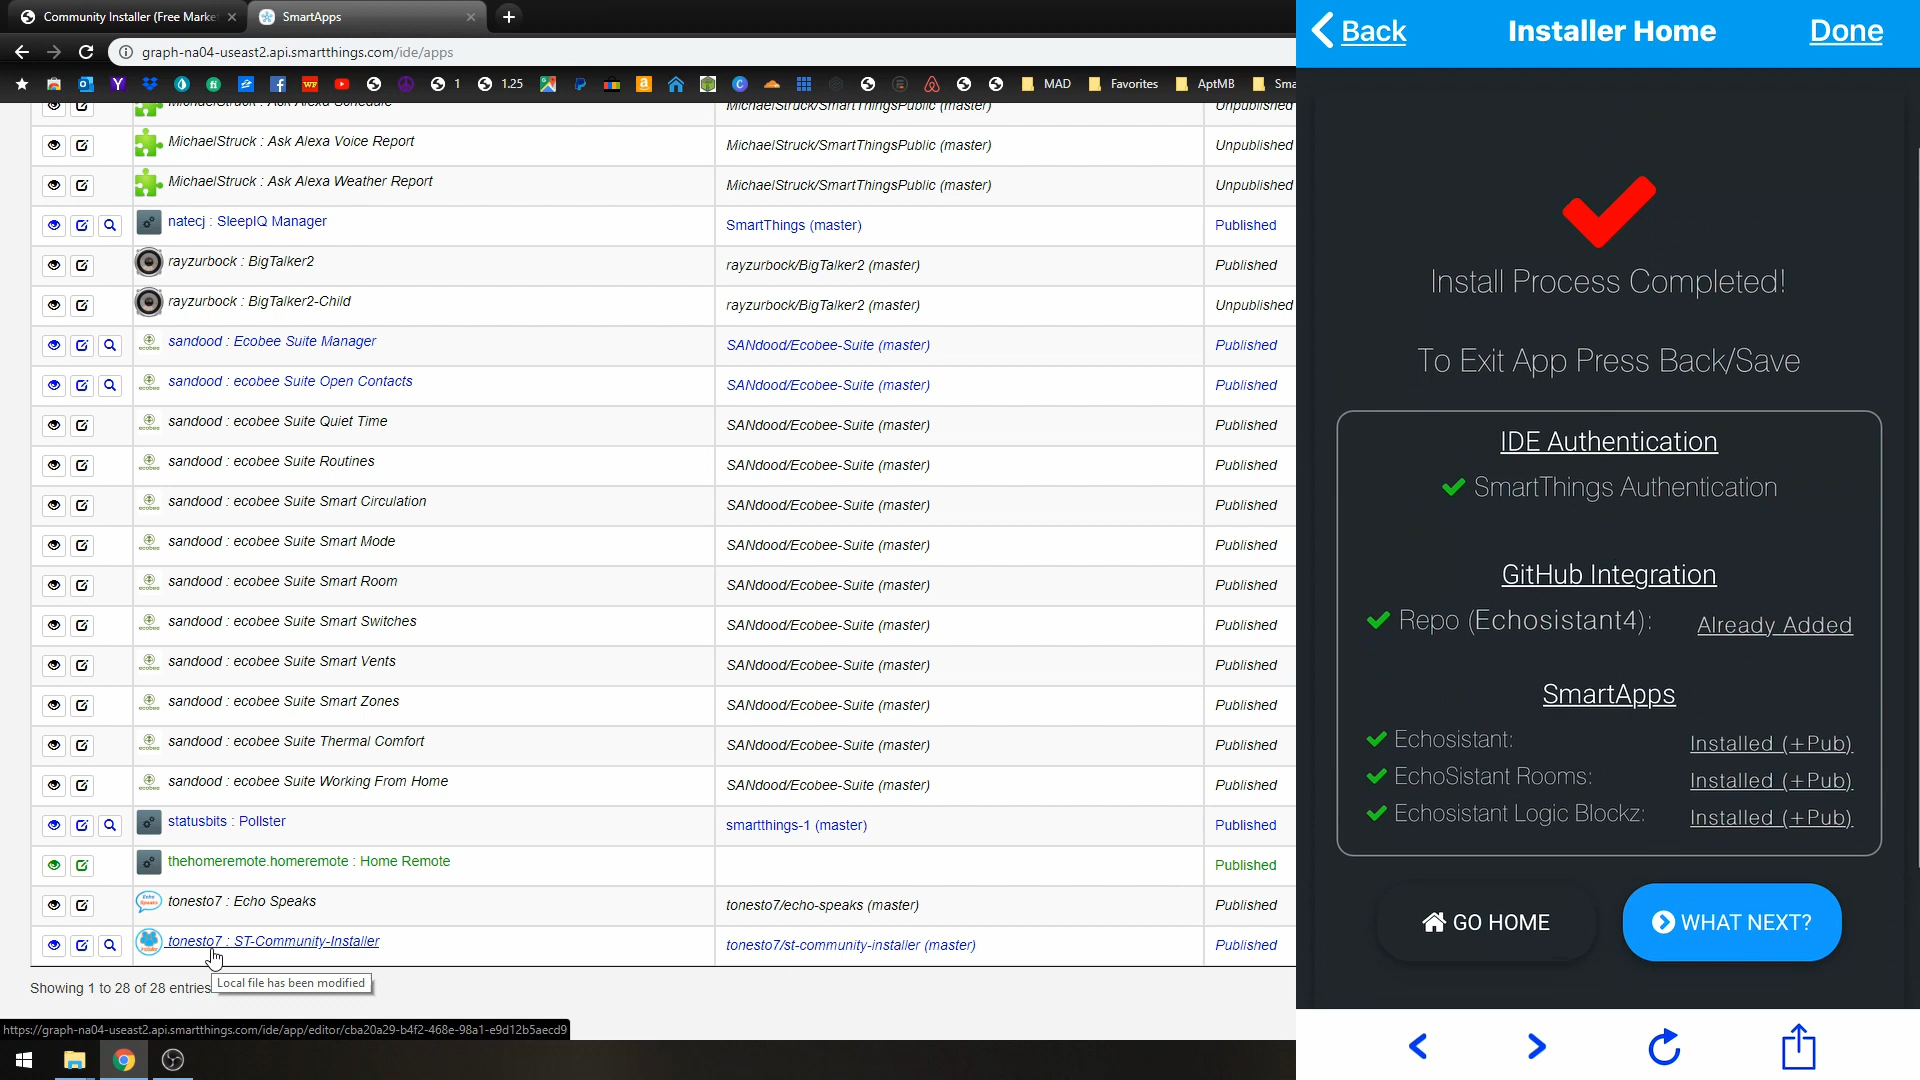 Community Installer (Free Marke
SmartApps
graph-na04-useast2.api.smartthings.com/ide/apps
1
1.25
MAD
Favorites
AptMB
Sma
MichaelStruck : Ask Alexa Schedule
MichaelStruck/SmartThingsPublic (master)
Unpublished
MichaelStruck : Ask Alexa Voice Report
MichaelStruck/SmartThingsPublic (master)
Unpublished
MichaelStruck : Ask Alexa Weather Report
MichaelStruck/SmartThingsPublic (master)
Unpublished
natecj : SleepIQ Manager
SmartThings (master)
Published
rayzurbock : BigTalker2
rayzurbock/BigTalker2 (master)
Published
rayzurbock : BigTalker2-Child
rayzurbock/BigTalker2 (master)
Unpublished
sandood : Ecobee Suite Manager
SANdood/Ecobee-Suite (master)
Published
sandood : ecobee Suite Open Contacts
SANdood/Ecobee-Suite (master)
Published
sandood : ecobee Suite Quiet Time
SANdood/Ecobee-Suite (master)
Published
sandood : ecobee Suite Routines
SANdood/Ecobee-Suite (master)
Published
sandood : ecobee Suite Smart Circulation
SANdood/Ecobee-Suite (master)
Published
sandood : ecobee Suite Smart Mode
SANdood/Ecobee-Suite (master)
Published
sandood : ecobee Suite Smart Room
SANdood/Ecobee-Suite (master)
Published
sandood : ecobee Suite Smart Switches
SANdood/Ecobee-Suite (master)
Published
sandood : ecobee Suite Smart Vents
SANdood/Ecobee-Suite (master)
Published
sandood : ecobee Suite Smart Zones
SANdood/Ecobee-Suite (master)
Published
sandood : ecobee Suite Thermal Comfort
SANdood/Ecobee-Suite (master)
Published
sandood : ecobee Suite Working From Home
SANdood/Ecobee-Suite (master)
Published
statusbits : Pollster
smartthings-1 (master)
Published
thehomeremote.homeremote : Home Remote
Published
tonesto7 : Echo Speaks
tonesto7/echo-speaks (master)
Published
tonesto7 : ST-Community-Installer
tonesto7/st-community-installer (master)
Published
Showing 1 to 28 of 28 entries
Local file has been modified
https://graph-na04-useast2.api.smartthings.com/ide/app/editor/cba20a29-b4f2-468e-98a1-e9d12b5aecd9
Back
Installer Home
Done
Install Process Completed!
To Exit App Press Back/Save
IDE Authentication
SmartThings Authentication
GitHub Integration
Repo (Echosistant4):
Already Added
SmartApps
Echosistant:
Installed (+Pub)
EchoSistant Rooms:
Installed (+Pub)
Echosistant Logic Blockz:
Installed (+Pub)
GO HOME
WHAT NEXT?